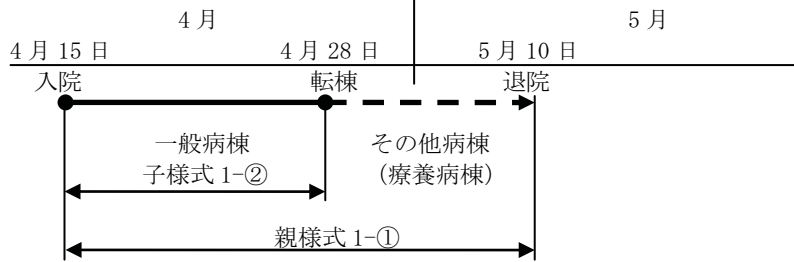 4月 5月
4月15日 4月28日 5月10日
入院 転棟 退院
一般病棟 その他病棟
子様式1-② （療養病棟）
親様式1-①